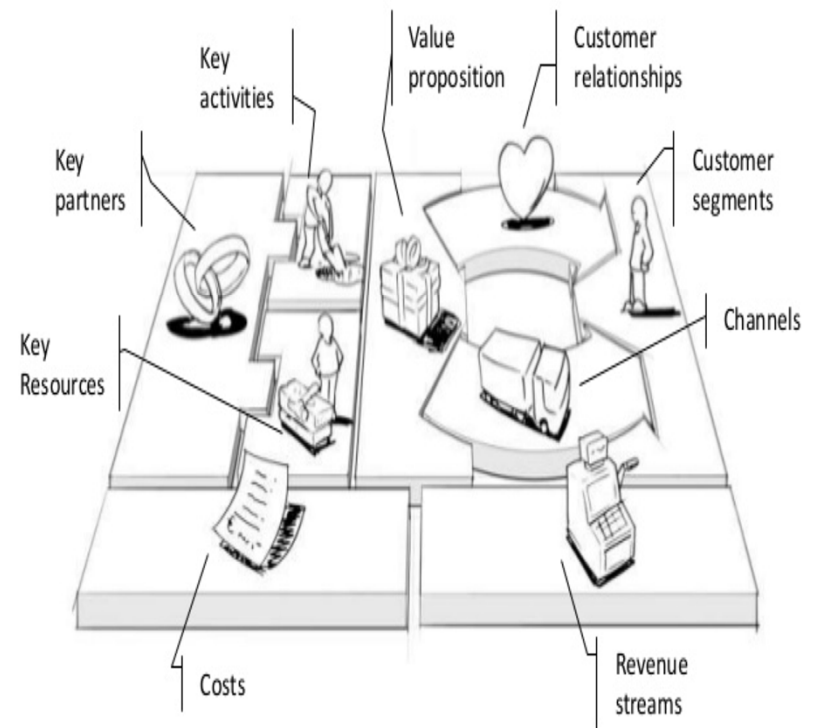 Key
activities
Value
proposition
Customer
relationships
Key
partners
Customer
segments
Key
Resources
Channels
Costs
Revenue
streams